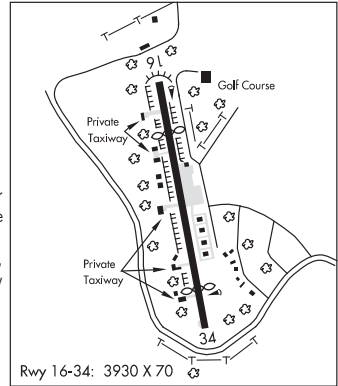 16
Golf Course
Private
Taxiway
Private
Taxiway
34
Rwy 16-34: 3930 X 70